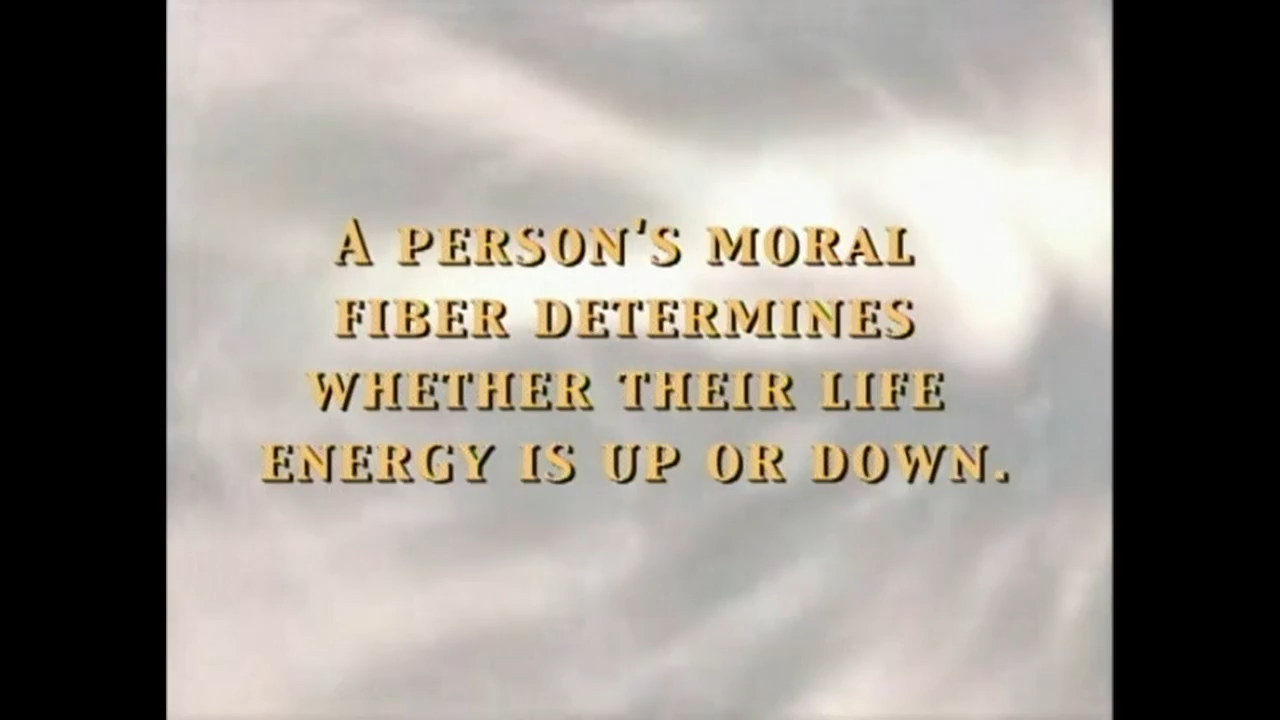 A PERSON'S MORAL
FIBER DETERMINES
WHETHER THEIR LIFE
ENERGY IS UP OR DOWN.